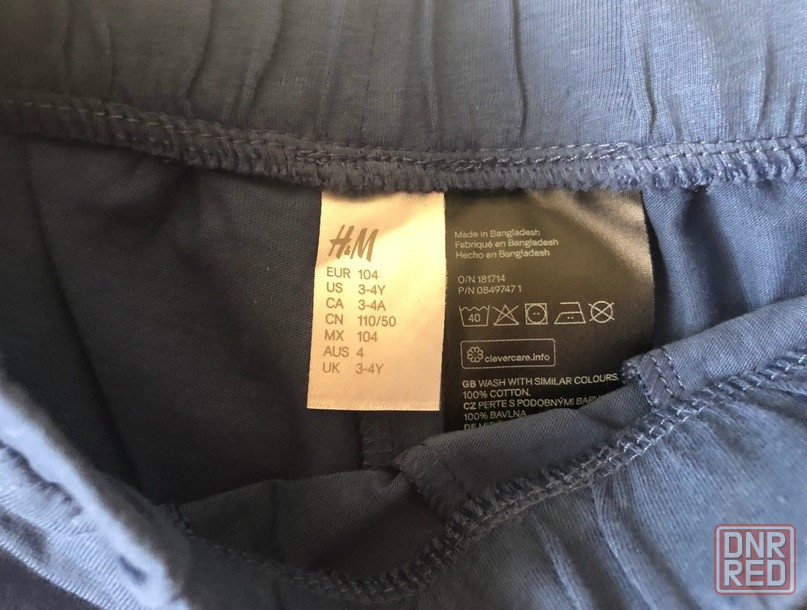 H&M
EUR 104
US 3-4Y
CA 3-4A
CN 110/50
MX 104
AUS 4
UK 3-4Y
Made in Bangladesh
Fabriqué en Bangladesh
Hecho en Bangladesh
O/N 181714
P/N 0849747 1
40
clevercare.info
GB WASH WITH SIMILAR COLOURS.
100% COTTON.
CZ PERTE S PODOBNÝMI
100% BAVLNA
DNR
RED